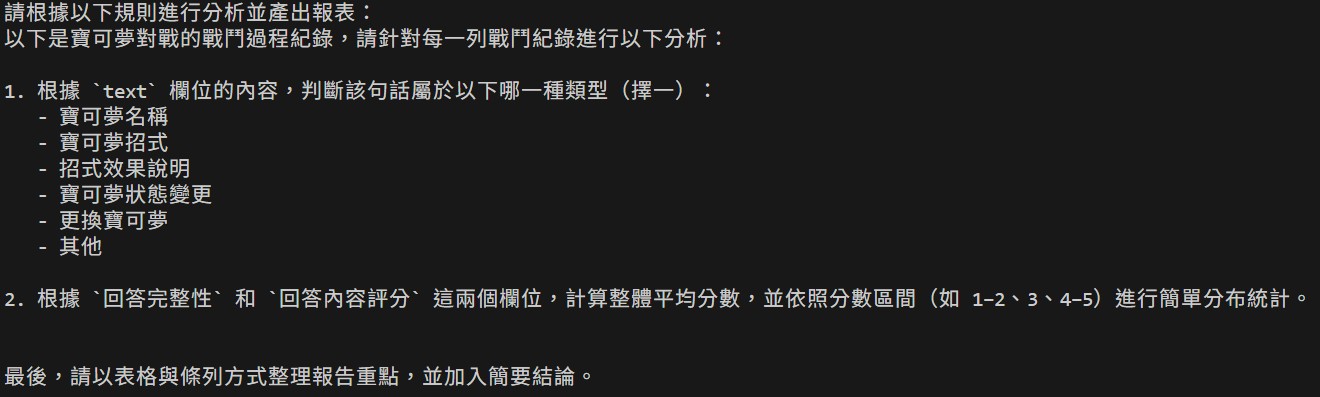 請根據以下規則進行分析並產出報表：
以下是寶可夢對戰的戰鬥過程紀錄，請針對每一列戰鬥紀錄進行以下分析：
1. 根據 `text` 欄位的內容，判斷該句話屬於以下哪一種類型（擇一）：
- 寶可夢名稱
- 寶可夢招式
- 招式效果說明
- 寶可夢狀態變更
- 更換寶可夢
- 其他
2. 根據 `回答完整性` 和 `回答內容評分` 這兩個欄位，計算整體平均分數，並依照分數區間（如 1–2、3、4–5）進行簡單分布統計。
最後，請以表格與條列方式整理報告重點，並加入簡要結論。